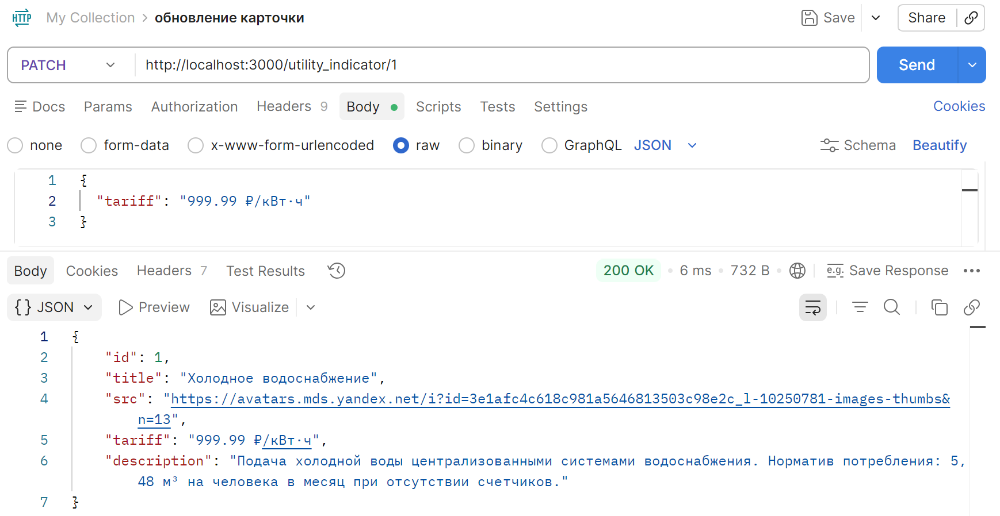 HTTP My Collection > обновление карточки Save Share
PATCH http://localhost:3000/utility_indicator/1 Send
Docs Params Authorization Headers 9 Body Scripts Tests Settings Cookies
none form-data x-www-form-urlencoded raw binary GraphQL JSON Schema Beautify
1 {
2 "tariff": "999.99 ₽/кВт·ч"
3 }
Body Cookies Headers 7 Test Results 200 OK • 6 ms • 732 B • e.g. Save Response •••
{} JSON Preview Visualize
1 {
2 "id": 1,
3 "title": "Холодное водоснабжение",
4 "src": "https://avatars.mds.yandex.net/i?id=3e1afc4c618c981a5646813503c98e2c_l-10250781-images-thumbs&
n=13",
5 "tariff": "999.99 ₽/кВт·ч",
6 "description": "Подача холодной воды централизованными системами водоснабжения. Норматив потребления: 5,
48 м³ на человека в месяц при отсутствии счетчиков."
7 }